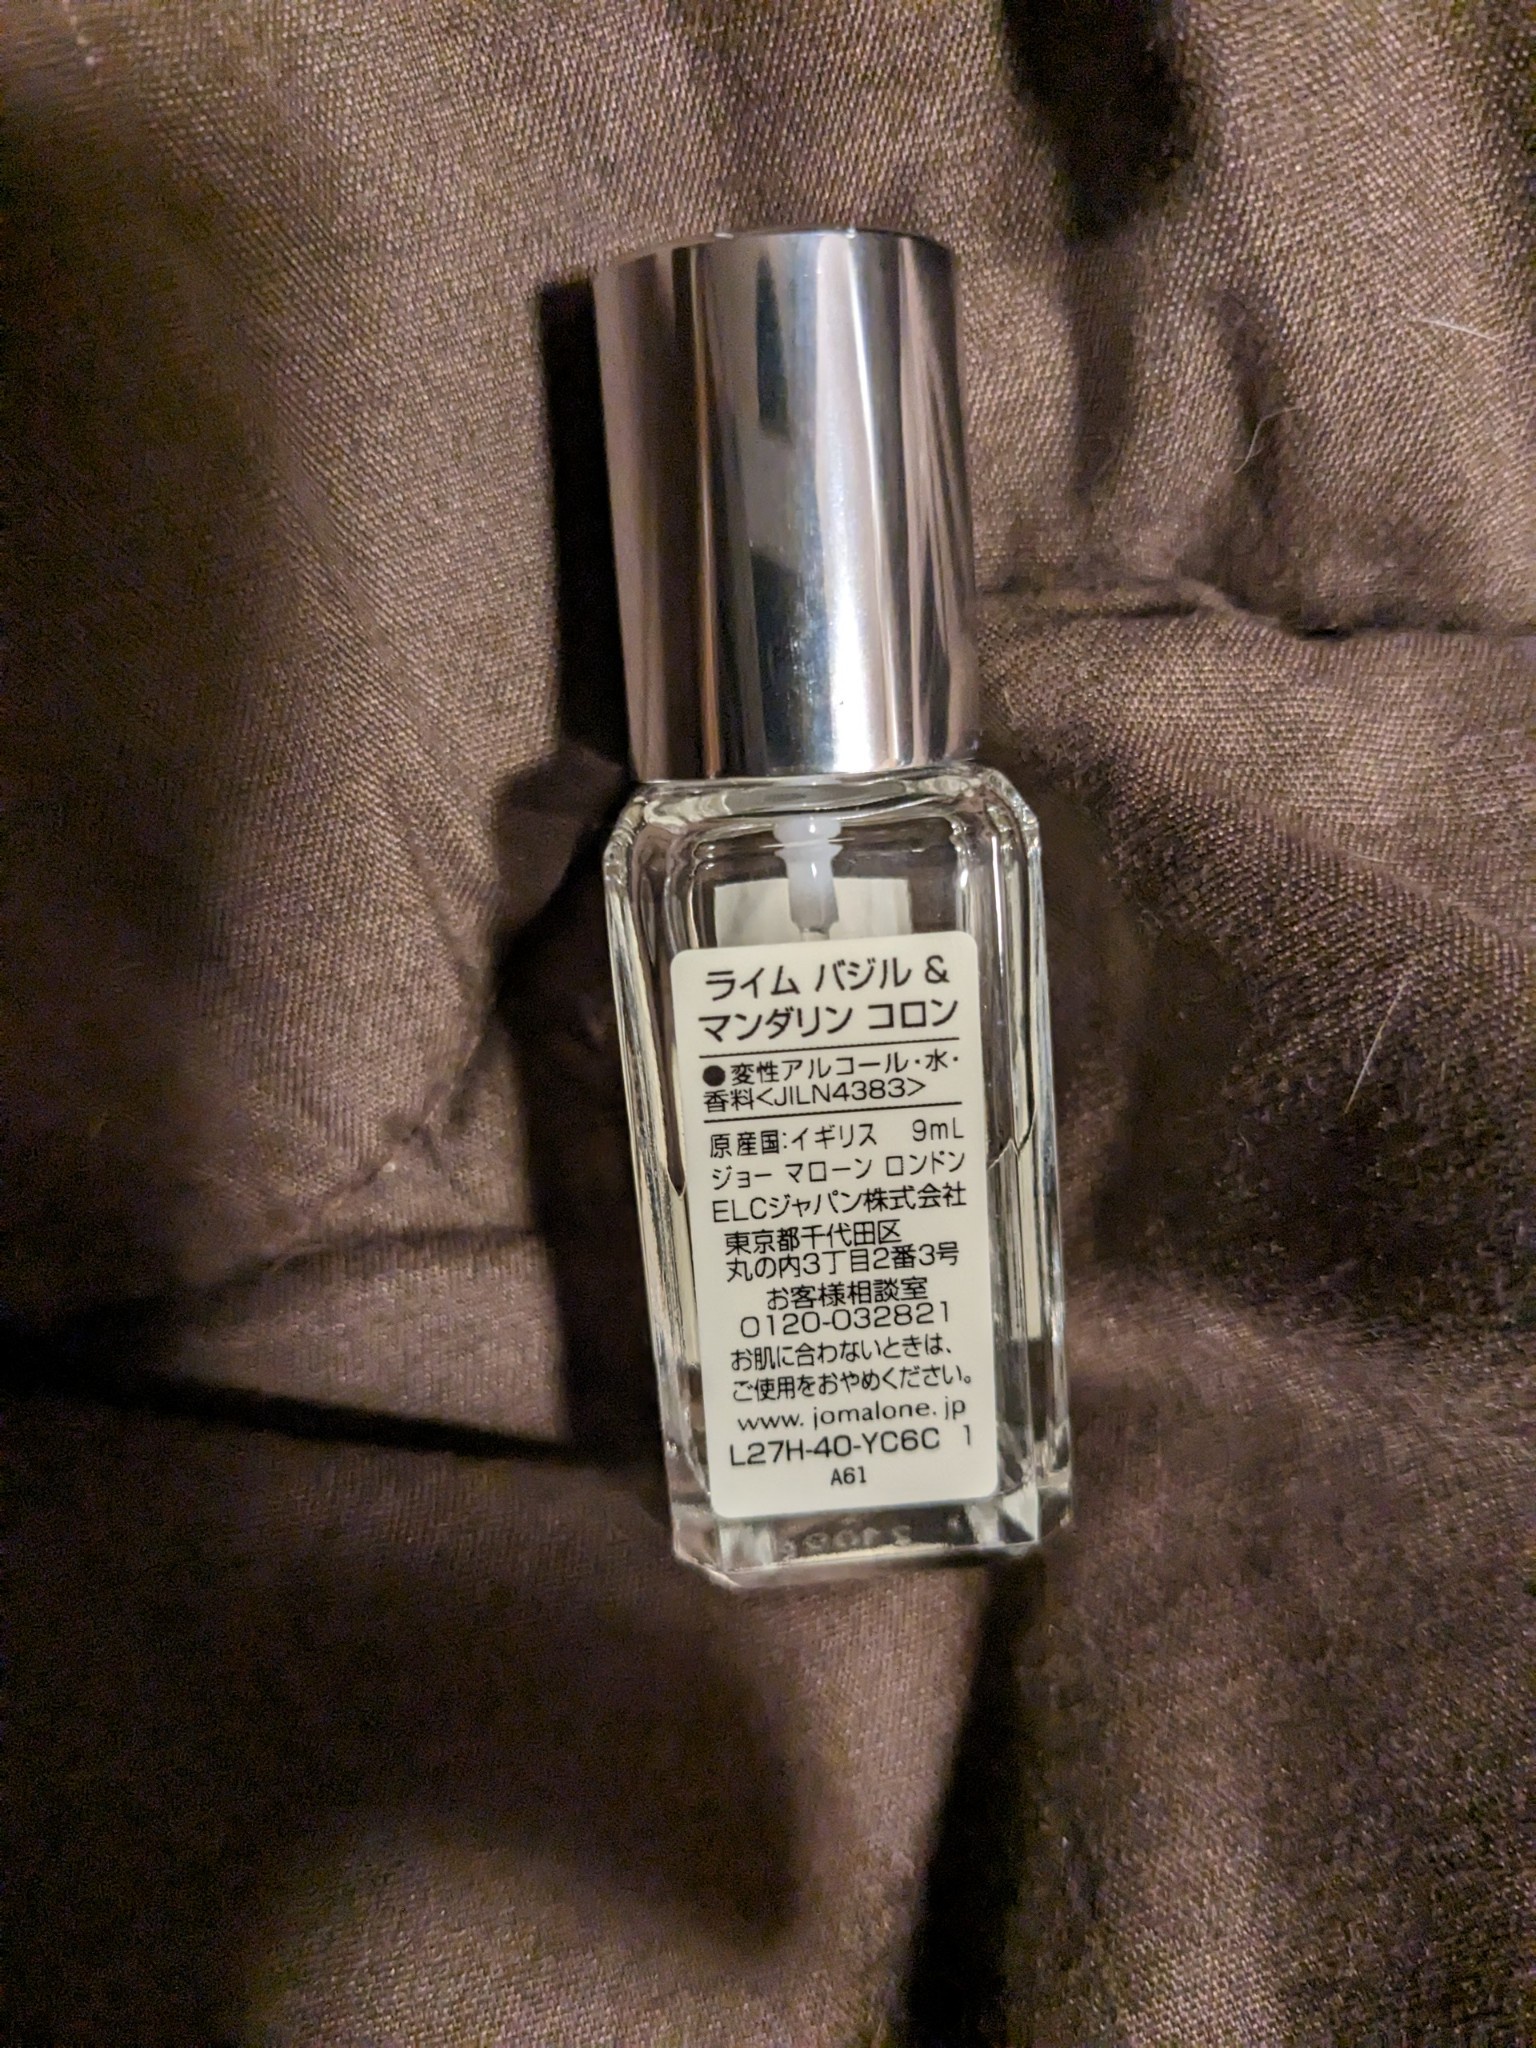 ライム バジル &
マンダリン コロン
●変性アルコール・水・
香料<JILN4383>
原産国:イギリス 9mL
ジョー マローン ロンドン
ELCジャパン株式会社
東京都千代田区
丸の内3丁目2番3号
お客様相談室
0120-032821
お肌に合わないときは、
ご使用をおやめください。
www.jomalone.jp
L27H-40-YC6C 1
A61